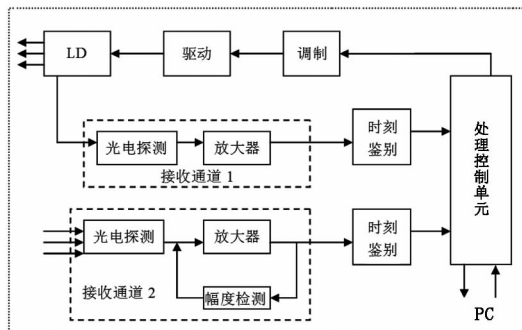 LD
驱动
调制
光电探测
放大器
接收通道 1
时刻
鉴别
处理控制单元
光电探测
放大器
幅度检测
接收通道 2
时刻
鉴别
PC